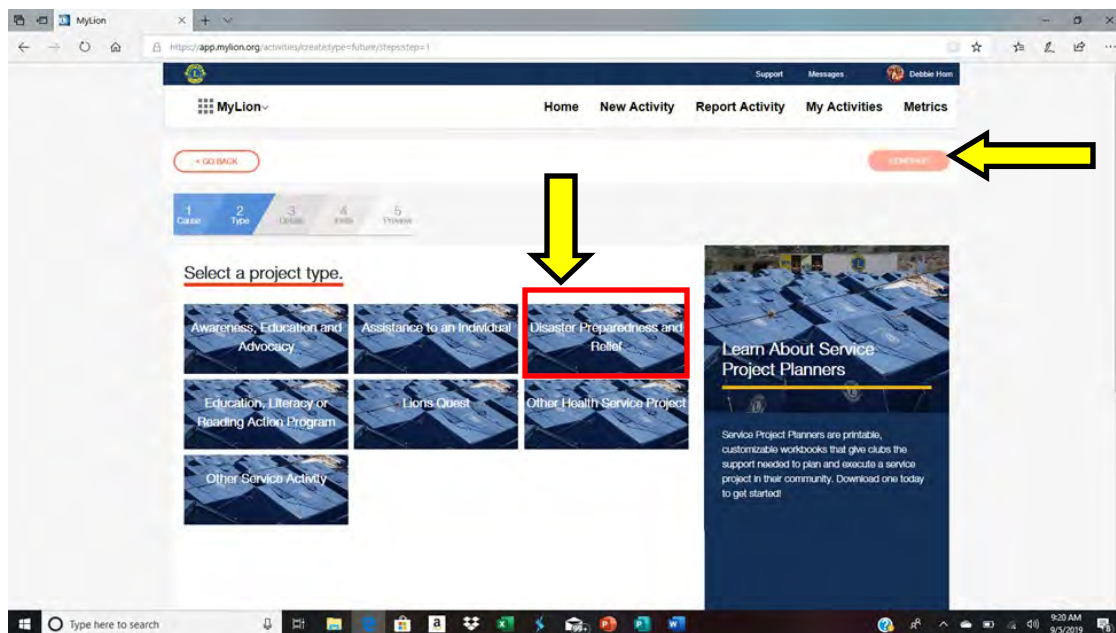 MyLion
https://app.mylion.org/activities/create;type=future/steps;step=1
Support Messages Debbie Horn
MyLion
Home New Activity Report Activity My Activities Metrics
< GO BACK
CONTINUE
1 2 3 4 5
Cause Type Details Invite Preview
Select a project type.
Awareness, Education and
Advocacy
Assistance to an Individual
Disaster Preparedness and
Relief
Education, Literacy or
Reading Action Program
Lions Quest
Other Health Service Project
Other Service Activity
Learn About Service
Project Planners
Service Project Planners are printable,
customizable workbooks that give clubs the
support needed to plan and execute a service
project in their community. Download one today
to get started!
Type here to search
99+
9:20 AM
9/5/2019